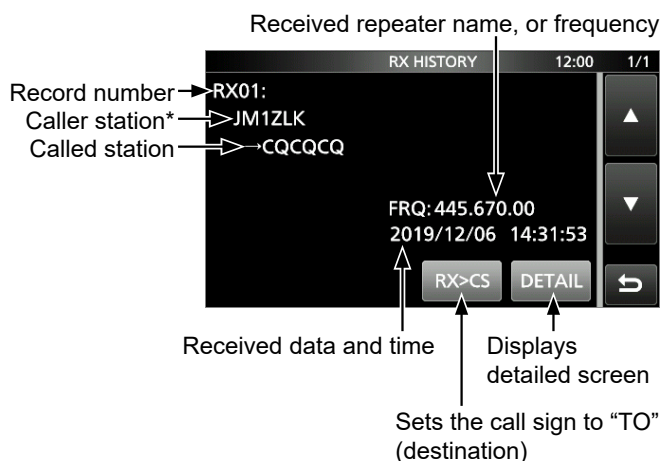 Received repeater name, or frequency
RX HISTORY 12:00 1/1
Record number
RX01:
Caller station*
JM1ZLK
Called station
→CQCQCQ
FRQ: 445.670.00
2019/12/06 14:31:53
RX>CS DETAIL
Received data and time
Displays
detailed screen
Sets the call sign to “TO”
(destination)